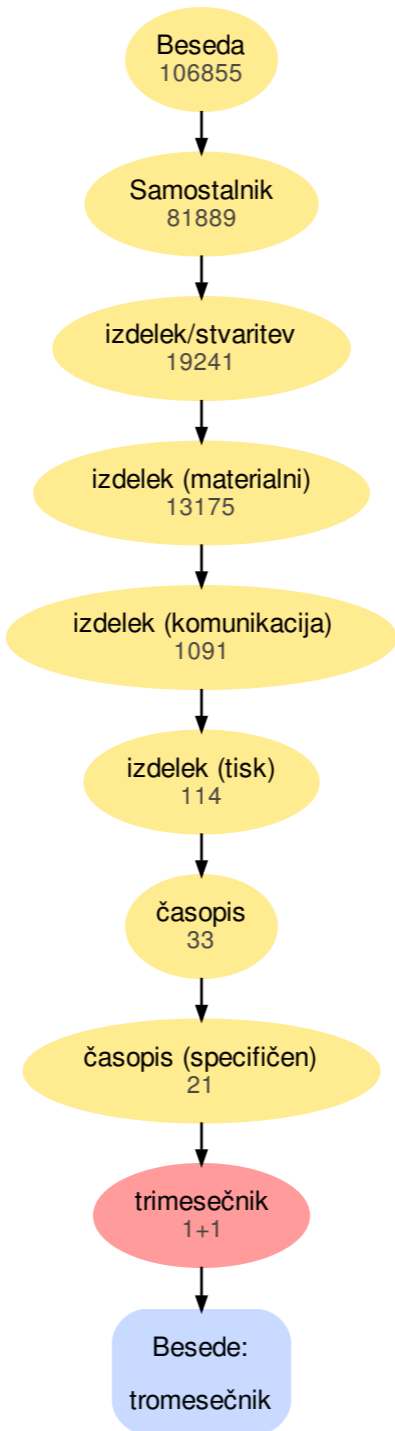 Beseda
106855
Samostalnik
81889
izdelek/stvaritev
19241
izdelek (materialni)
13175
izdelek (komunikacija)
1091
izdelek (tisk)
114
časopis
33
časopis (specifičen)
21
trimesečnik
1+1
Besede:
tromesečnik